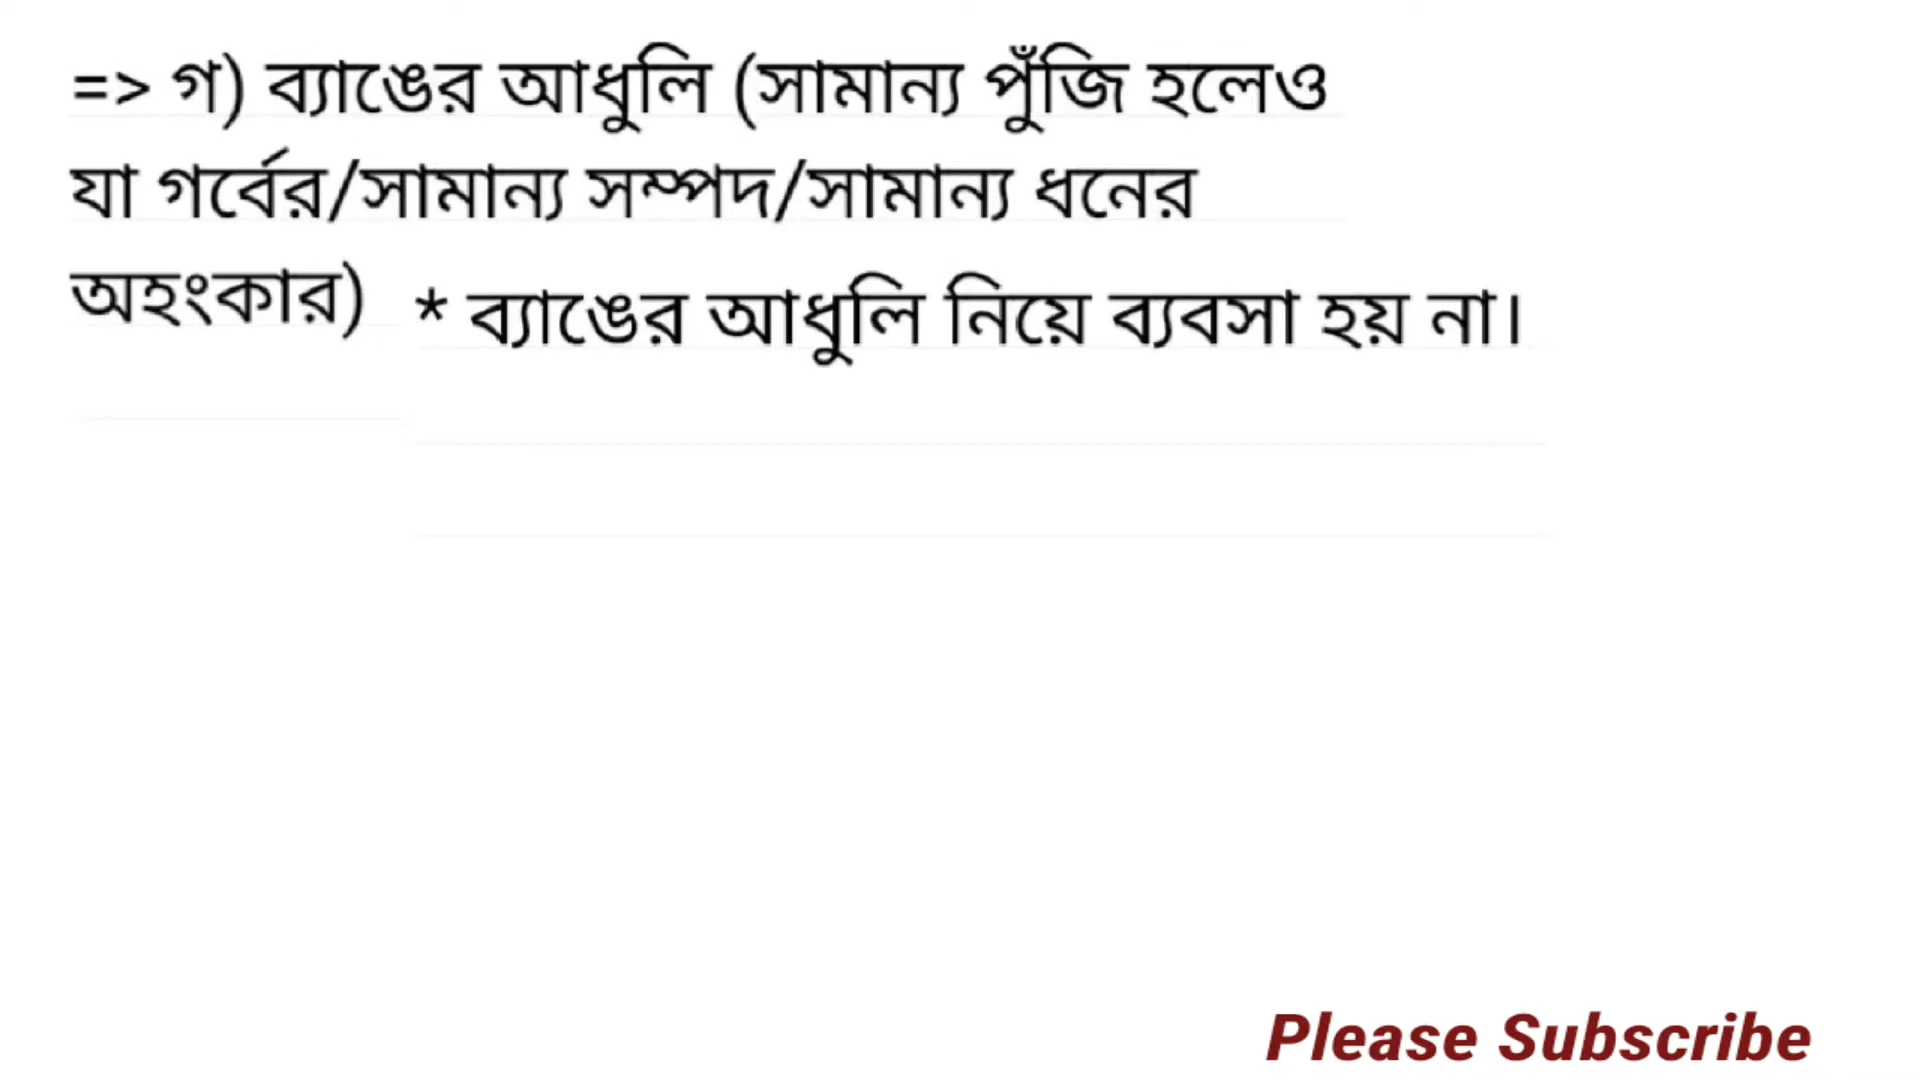 => গ) ব্যাঙের আধুলি (সামান্য পুঁজি হলেও
যা গর্বের/সামান্য সম্পদ/সামান্য ধনের
অহংকার)
* ব্যাঙের আধুলি নিয়ে ব্যবসা হয় না।
Please Subscribe